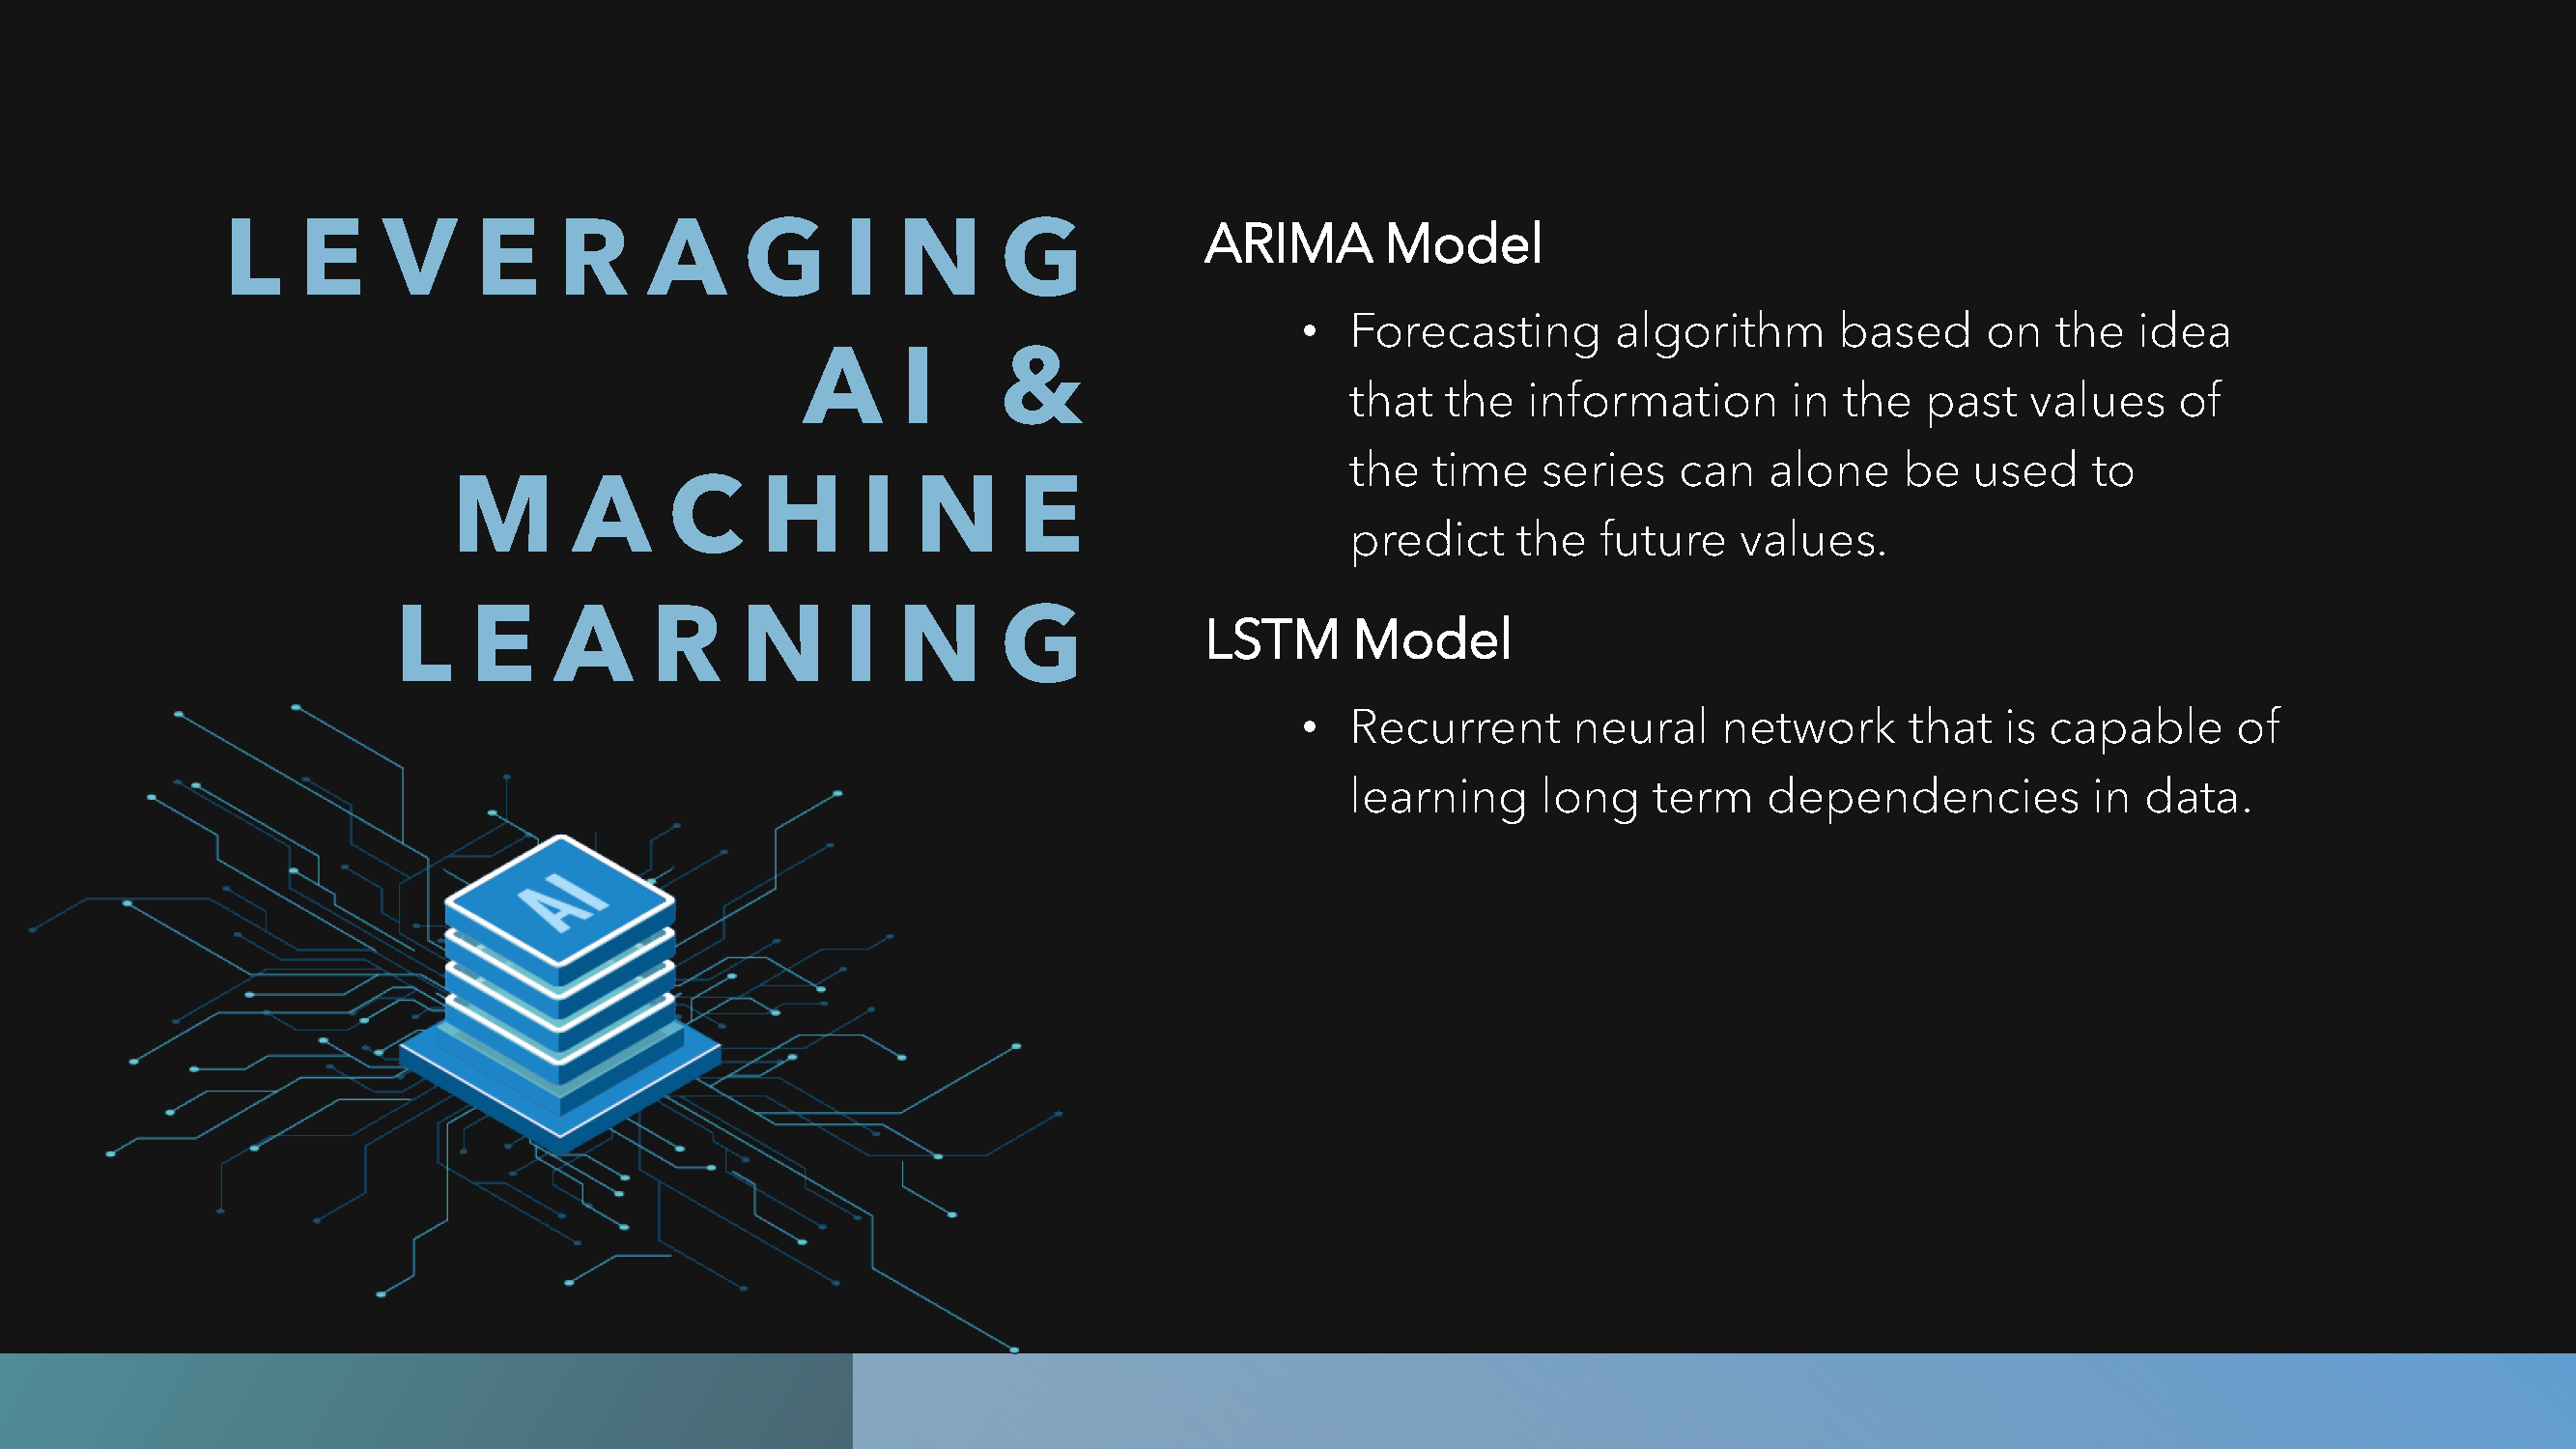 LEVERAGING
AI &
MACHINE
LEARNING
ARIMA Model
• Forecasting algorithm based on the idea
that the information in the past values of
the time series can alone be used to
predict the future values.
LSTM Model
• Recurrent neural network that is capable of
learning long term dependencies in data.
AI